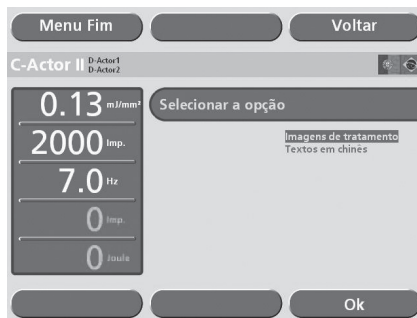 Menu Fim
Voltar
C-Actor II D-Actor1
D-Actor2
0.13 mJ/mm²
Selecionar a opção
2000 Imp.
Imagens de tratamento
Textos em chinês
7.0 Hz
0 Imp.
0 Joule
Ok